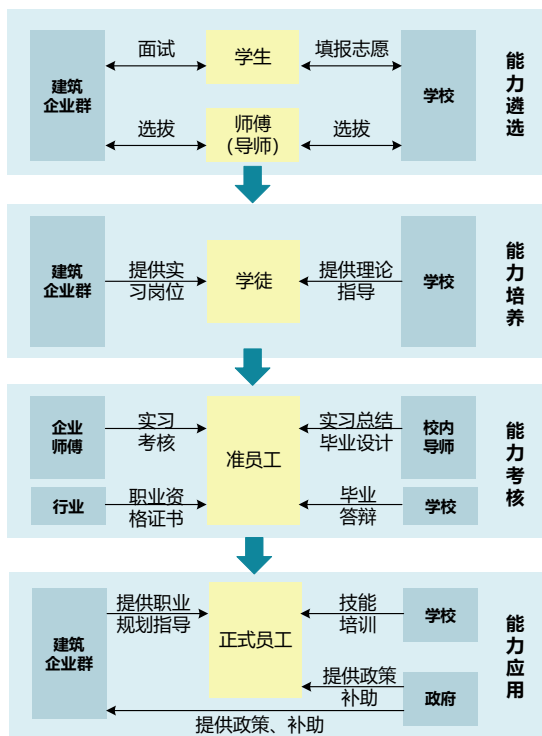 面试
学生
填报志愿
建筑
企业群
学校
选拔
师傅
（导师）
选拔
能力遴选
建筑
企业群
提供实
习岗位
学徒
提供理论
指导
学校
能力培养
企业
师傅
实习
考核
准员工
实习总结
毕业设计
校内
导师
行业
职业资
格证书
毕业
答辩
学校
能力考核
建筑
企业群
提供职业
规划指导
正式员工
技能
培训
学校
提供政策
补助
政府
提供政策、补助
能力应用